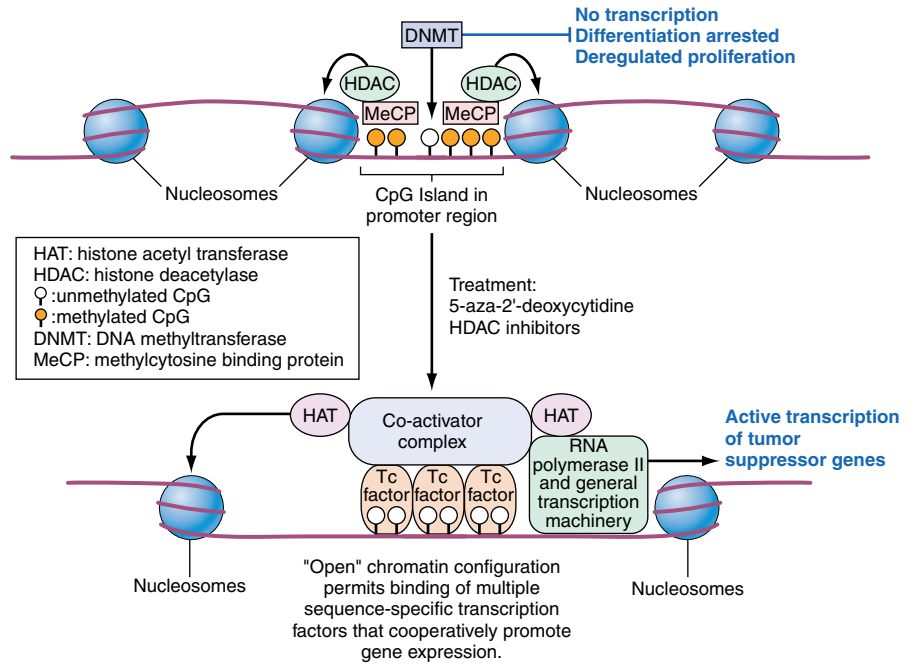 No transcription
Differentiation arrested
Deregulated proliferation
DNMT
HDAC
HDAC
MeCP
MeCP
Nucleosomes
CpG Island in
promoter region
Nucleosomes
HAT: histone acetyl transferase
HDAC: histone deacetylase
:unmethylated CpG
:methylated CpG
DNMT: DNA methyltransferase
MeCP: methylcytosine binding protein
Treatment:
5-aza-2'-deoxycytidine
HDAC inhibitors
HAT
Co-activator
complex
HAT
RNA
polymerase II
and general
transcription
machinery
Active transcription
of tumor
suppressor genes
Tc
factor
Tc
factor
Tc
factor
Nucleosomes
"Open" chromatin configuration
permits binding of multiple
sequence-specific transcription
factors that cooperatively promote
gene expression.
Nucleosomes